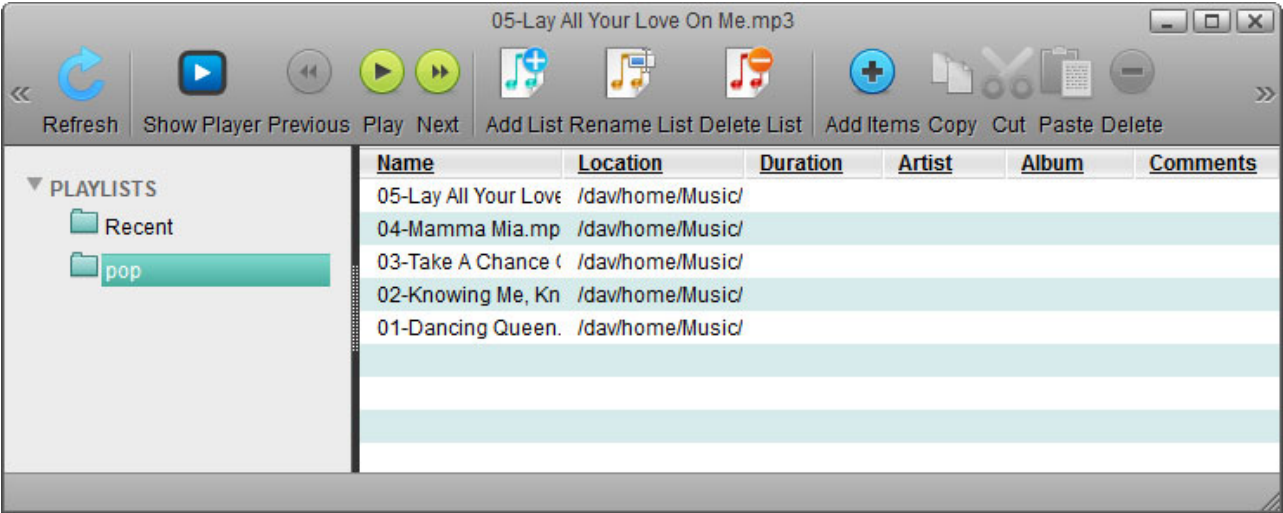 05-Lay All Your Love On Me.mp3
Refresh Show Player Previous Play Next Add List Rename List Delete List Add Items Copy Cut Paste Delete
PLAYLISTS
Recent
pop
Name Location Duration Artist Album Comments
05-Lay All Your Love /dav/home/Music/
04-Mamma Mia.mp /dav/home/Music/
03-Take A Chance /dav/home/Music/
02-Knowing Me, Kn /dav/home/Music/
01-Dancing Queen. /dav/home/Music/